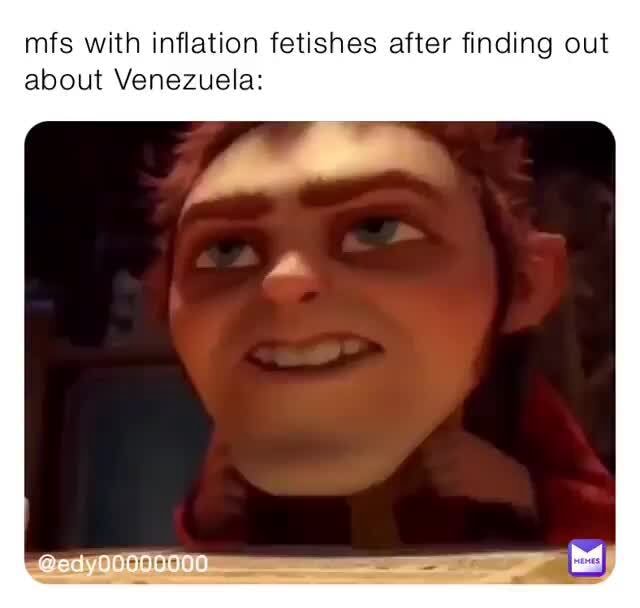 mfs with inflation fetishes after finding out
about Venezuela:
@edy00000000
MEMES